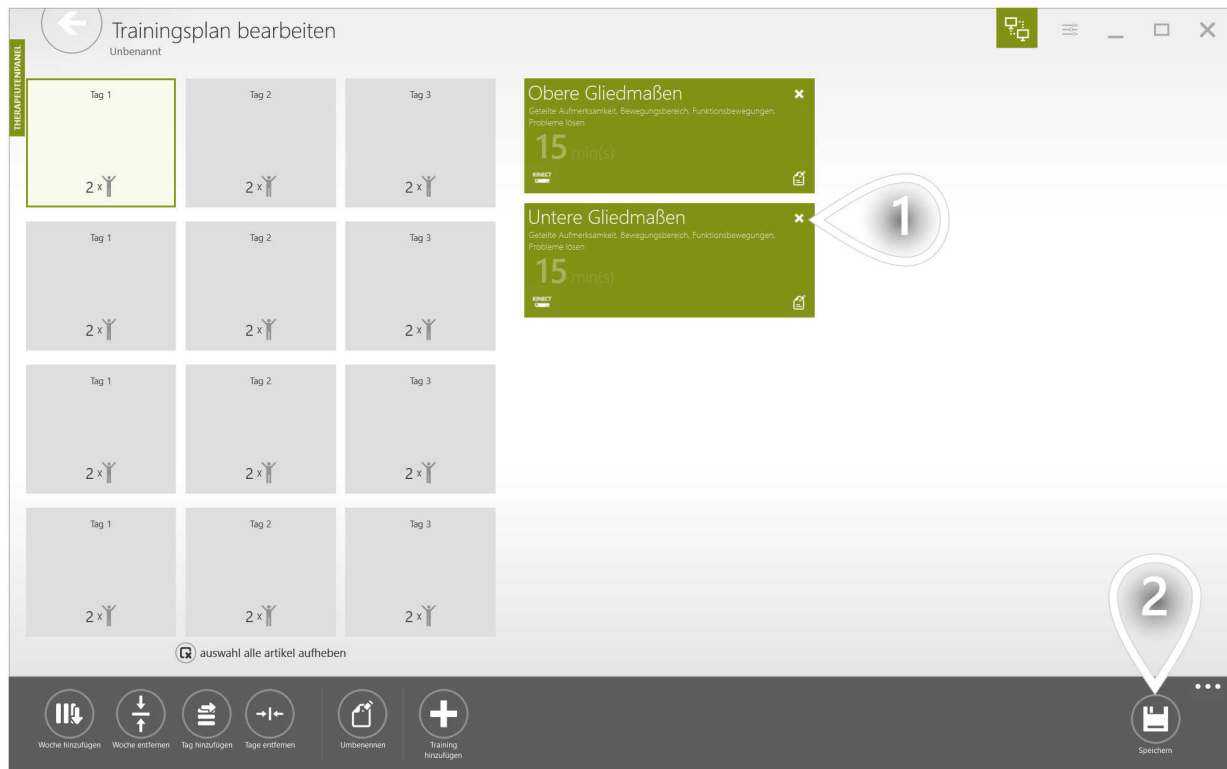 Trainingsplan bearbeiten
Unbenannt
THERAPEUTENPANEL
Tag 1
Tag 2
Tag 3
2 x
2 x
2 x
Tag 1
Tag 2
Tag 3
2 x
2 x
2 x
Tag 1
Tag 2
Tag 3
2 x
2 x
2 x
Tag 1
Tag 2
Tag 3
2 x
2 x
2 x
auswahl alle artikel aufheben
Obere Gliedmaßen
Geteilte Aufmerksamkeit. Bewegungsbereich. Funktionsbewegungen.
Probleme lösen
15 min(s)
KINECT
Untere Gliedmaßen
Geteilte Aufmerksamkeit. Bewegungsbereich. Funktionsbewegungen.
Probleme lösen
15 min(s)
KINECT
1
2
Woche hinzufügen
Woche entfernen
Tag hinzufügen
Tage entfernen
Umbenennen
Training
hinzufügen
Speichern